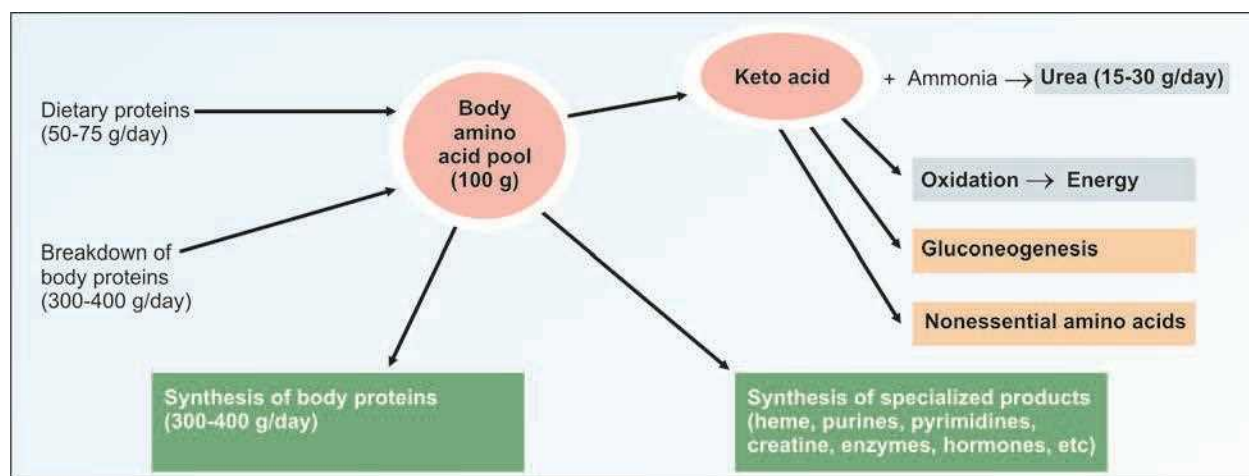 Dietary proteins
(50-75 g/day)
Breakdown of
body proteins
(300-400 g/day)
Body
amino
acid pool
(100 g)
Keto acid
+ Ammonia → Urea (15-30 g/day)
Oxidation → Energy
Gluconeogenesis
Nonessential amino acids
Synthesis of body proteins
(300-400 g/day)
Synthesis of specialized products
(heme, purines, pyrimidines,
creatine, enzymes, hormones, etc)